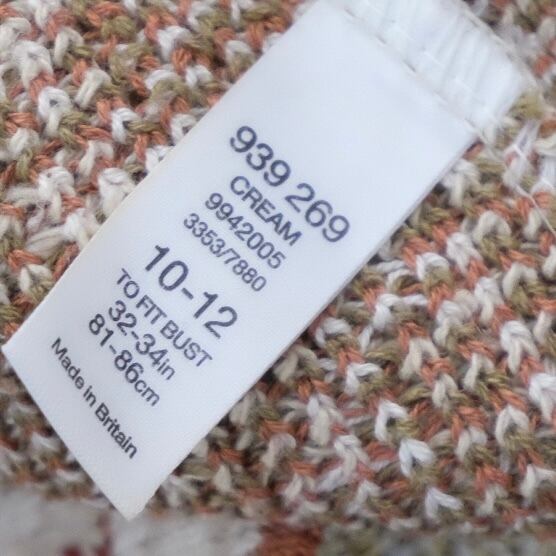 939 269
CREAM
9942005
3353/7880
10-12
TO FIT BUST
32-34in
81-86cm
Made in Britain